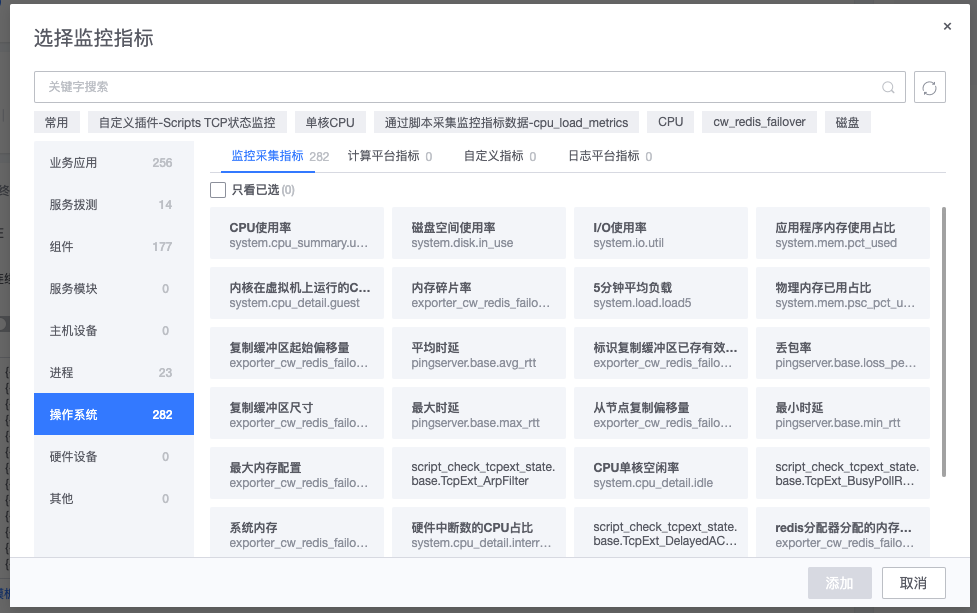 选择监控指标
关键字搜索
常用 自定义插件-Scripts TCP状态监控 单核CPU 通过脚本采集监控指标数据-cpu_load_metrics CPU cw_redis_failover 磁盘
业务应用 256
服务拨测 14
组件 177
服务模块 0
主机设备 0
进程 23
操作系统 282
硬件设备 0
其他 0
监控采集指标 282 计算平台指标 0 自定义指标 0 日志平台指标 0
只看已选(0)
CPU使用率 磁盘空间使用率 I/O使用率 应用程序内存使用占比
system.cpu_summary.u... system.disk.in_use system.io.util system.mem.pct_used
内核在虚拟机上运行的C... 内存碎片率 5分钟平均负载 物理内存已用占比
system.cpu_detail.guest exporter_cw_redis_failo... system.load.load5 system.mem.psc_pct_u...
复制缓冲区起始偏移量 平均时延 标识复制缓冲区已存有效... 丢包率
exporter_cw_redis_failo... pingserver.base.avg_rtt exporter_cw_redis_failo... pingserver.base.loss_pe...
复制缓冲区尺寸 最大时延 从节点复制偏移量 最小时延
exporter_cw_redis_failo... pingserver.base.max_rtt exporter_cw_redis_failo... pingserver.base.min_rtt
最大内存配置 script_check_tcpext_state. CPU单核空闲率 script_check_tcpext_state.
exporter_cw_redis_failo... base.TcpExt_ArpFilter system.cpu_detail.idle base.TcpExt_BusyPollR...
系统内存 硬件中断数的CPU占比 script_check_tcpext_state. redis分配器分配的内存...
exporter_cw_redis_failo... system.cpu_detail.interr... base.TcpExt_DelayedAC... exporter_cw_redis_failo...
添加 取消